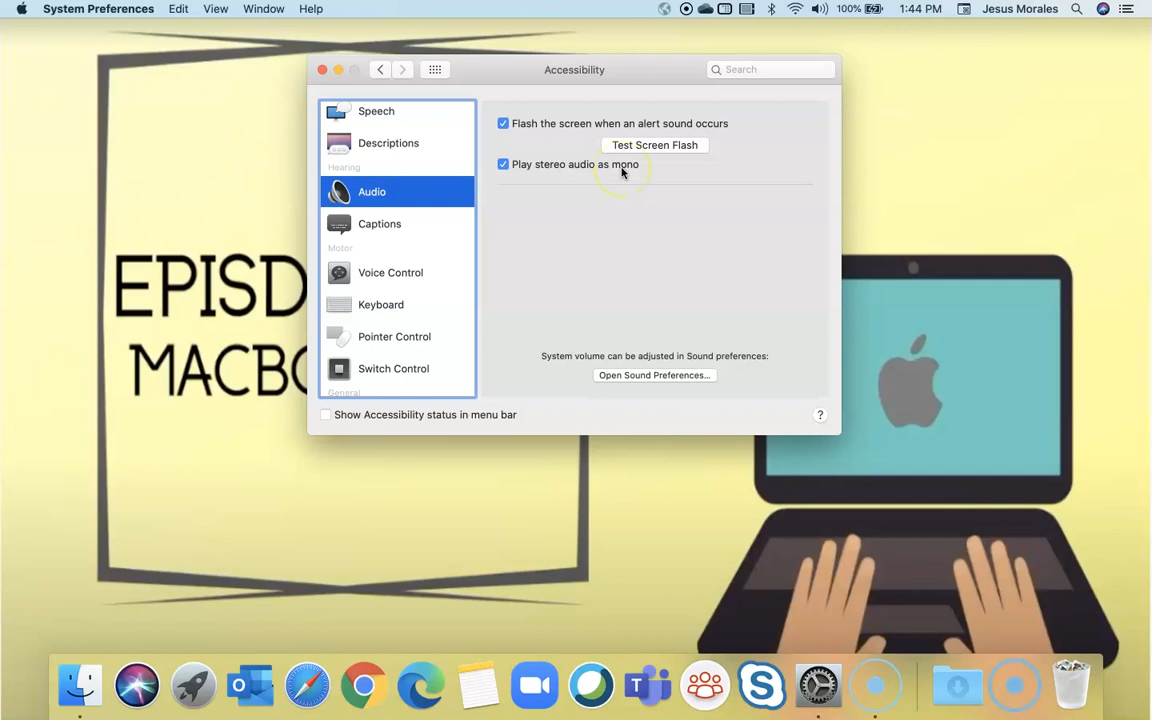 System Preferences Edit View Window Help 100% 1:44 PM Jesus Morales
Accessibility
Search
Speech
Descriptions
Hearing
Audio
Captions
Motor
Voice Control
Keyboard
Pointer Control
Switch Control
General
Flash the screen when an alert sound occurs
Test Screen Flash
Play stereo audio as mono
System volume can be adjusted in Sound preferences:
Open Sound Preferences...
Show Accessibility status in menu bar
?
EPISD
MACBO